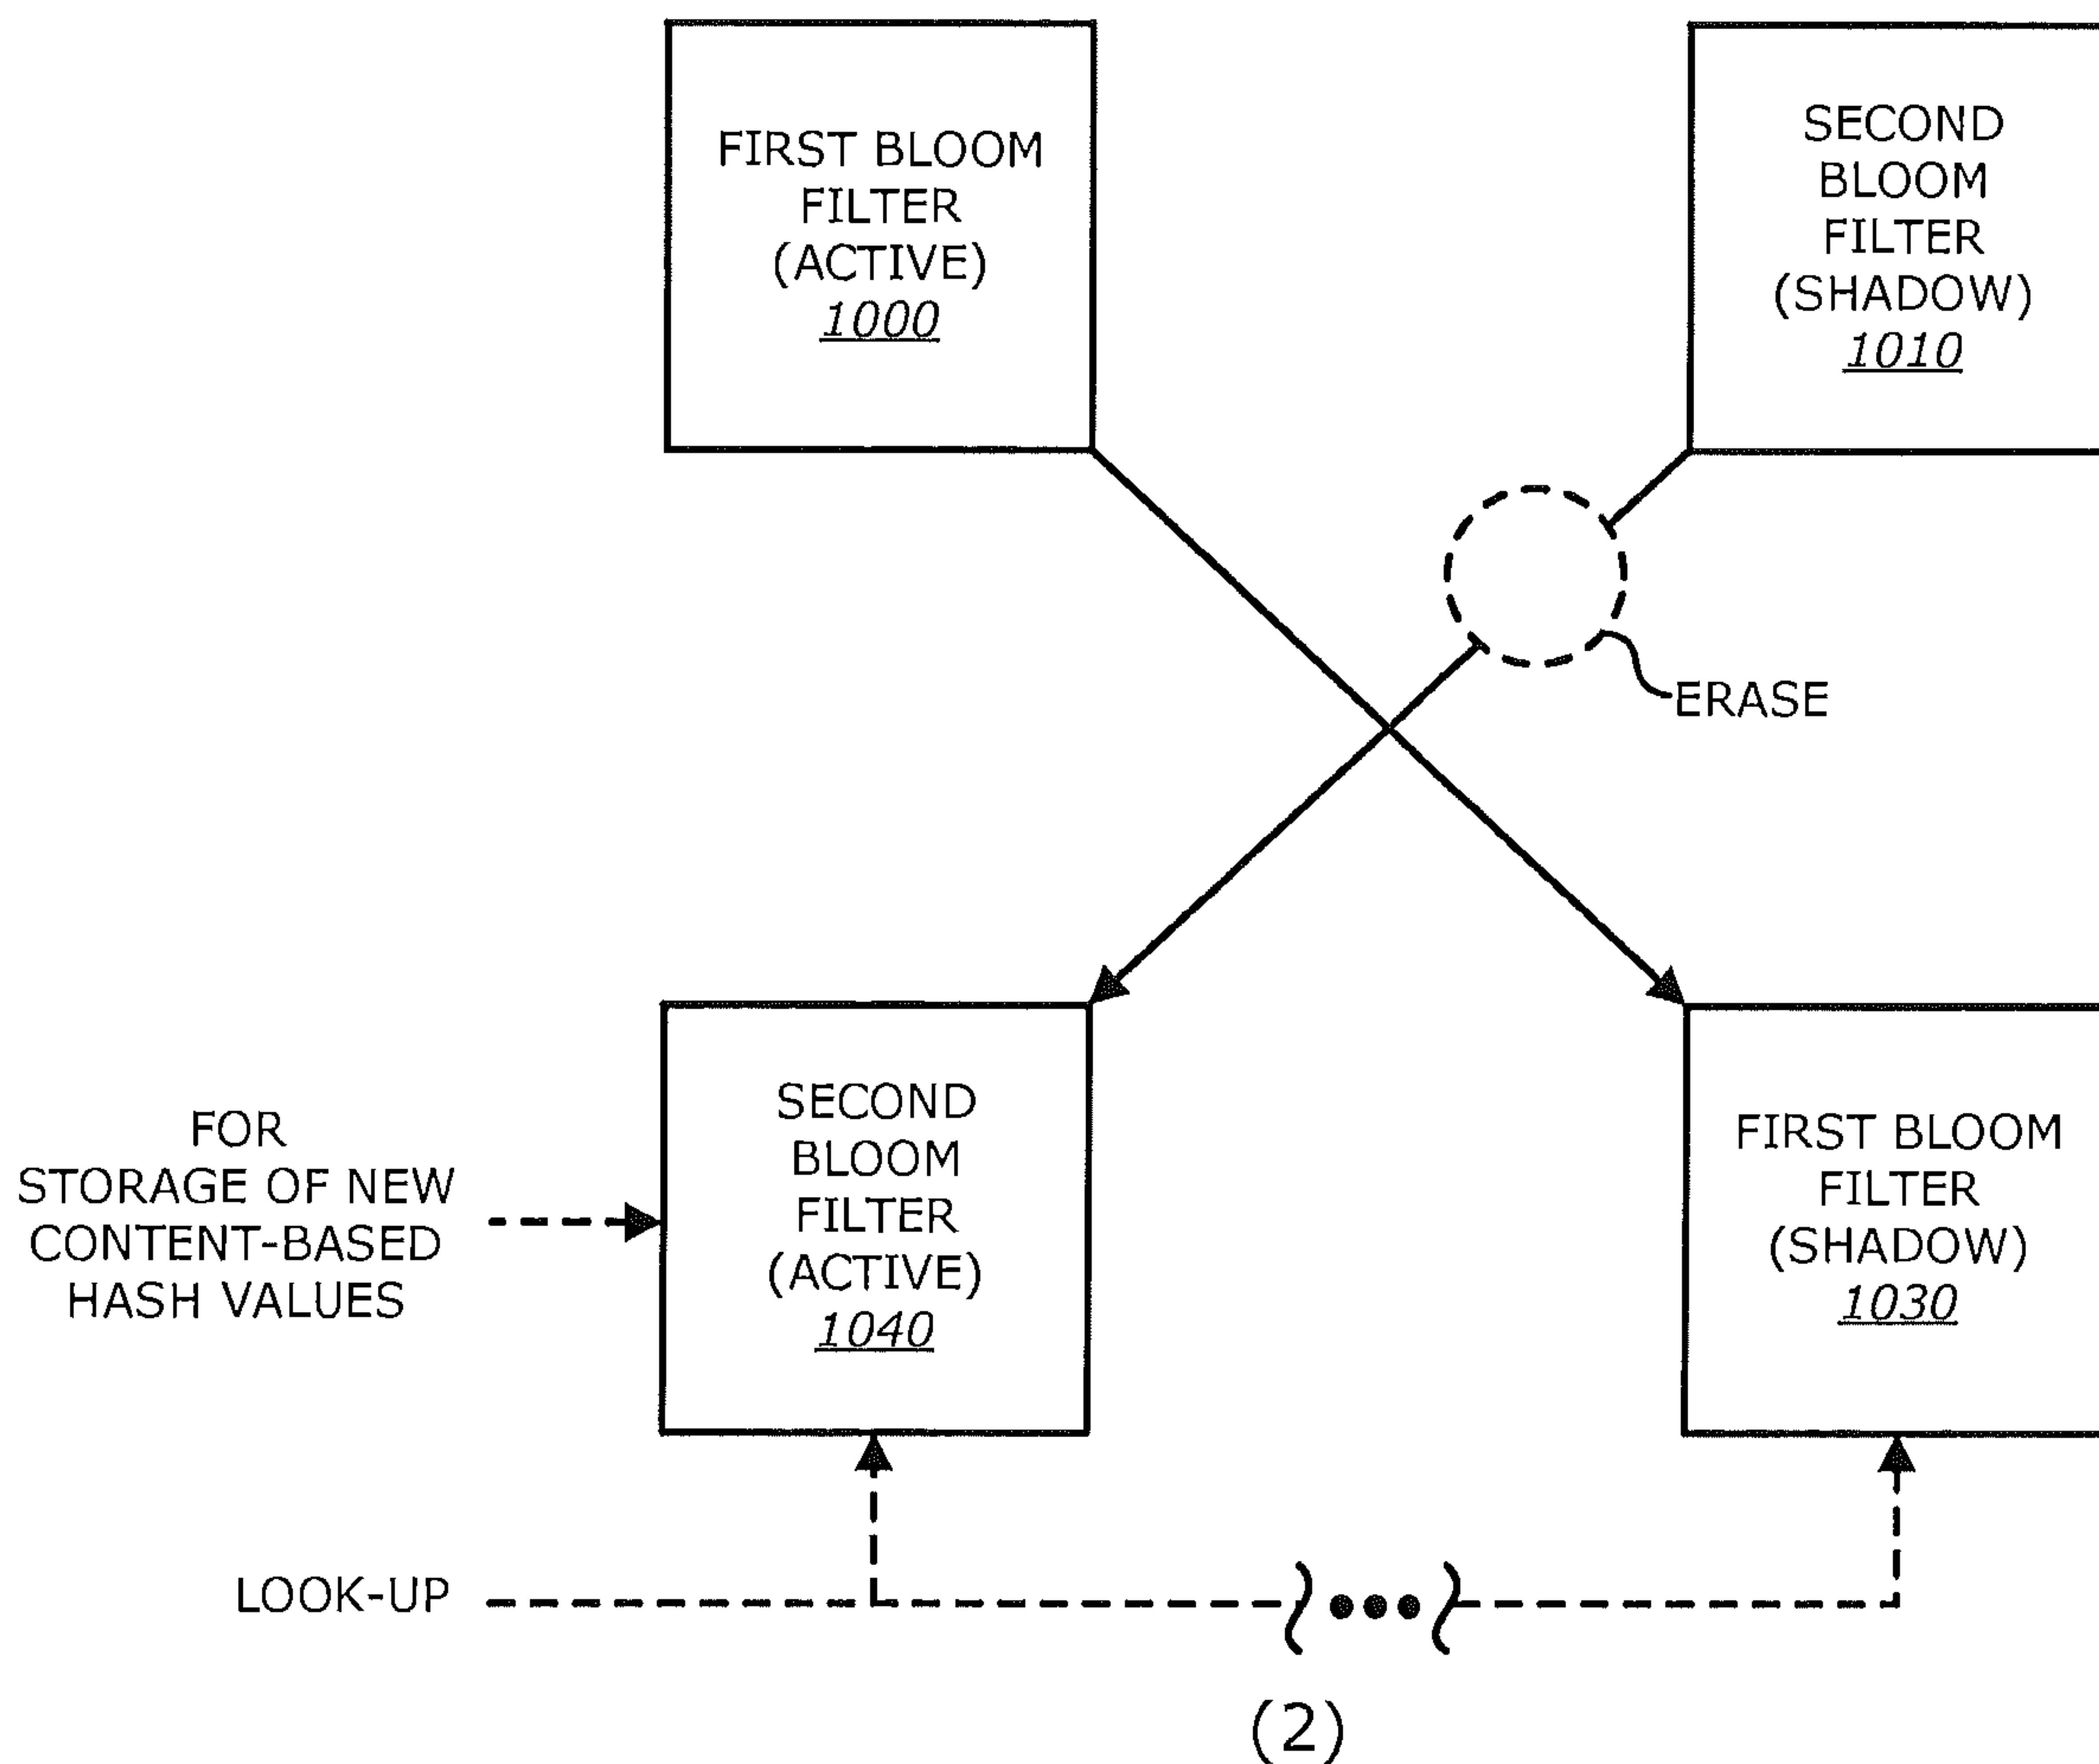 FIRST BLOOM
FILTER
(ACTIVE)
1000
SECOND
BLOOM
FILTER
(SHADOW)
1010
ERASE
FOR
STORAGE OF NEW
CONTENT-BASED
HASH VALUES
SECOND
BLOOM
FILTER
(ACTIVE)
1040
FIRST BLOOM
FILTER
(SHADOW)
1030
LOOK-UP
(2)